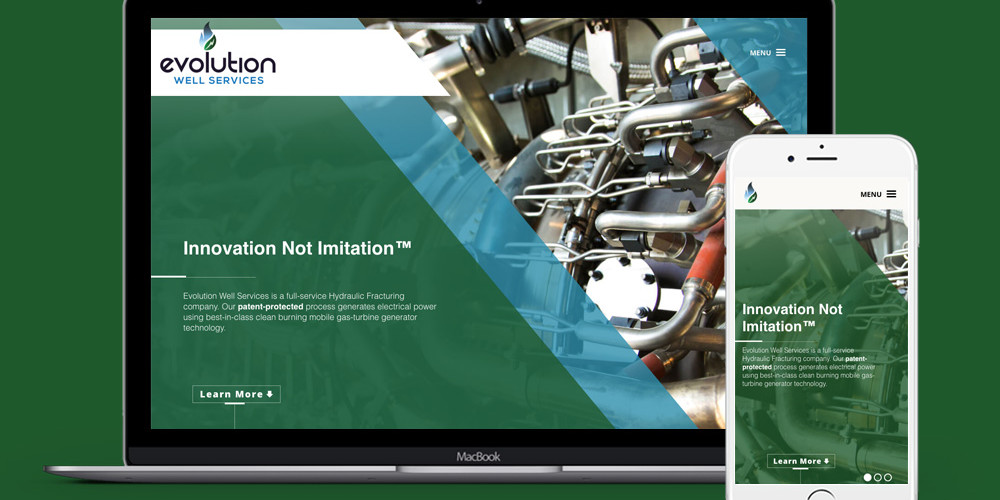 evolution
WELL SERVICES
MENU
Innovation Not Imitation™
Evolution Well Services is a full-service Hydraulic Fracturing
company. Our patent-protected process generates electrical power
using best-in-class clean burning mobile gas-turbine generator
technology.
Learn More
MacBook
MENU
Innovation Not
Imitation™
Evolution Well Services is a full-service
Hydraulic Fracturing company. Our patent-
protected process generates electrical power
using best-in-class clean burning mobile gas-
turbine generator technology.
Learn More